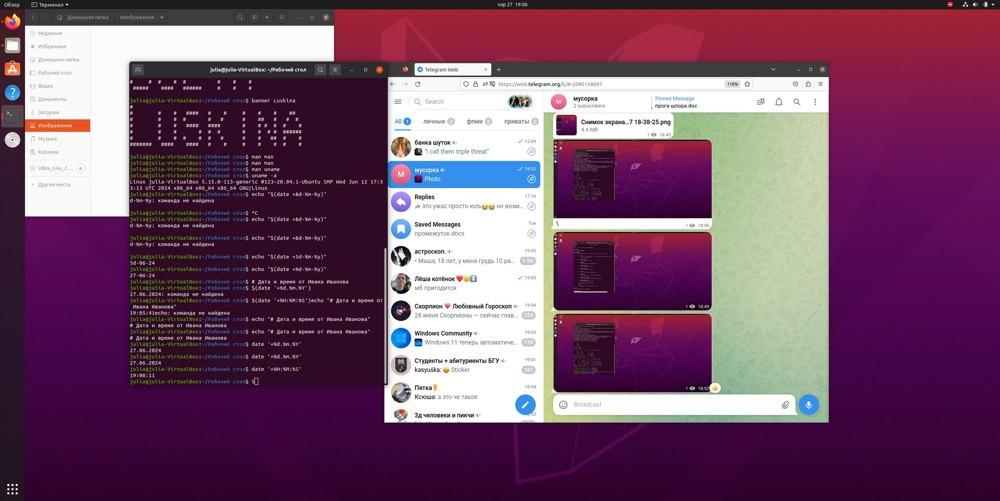 Обзор
Терминал
чэр 27 19:06
Домашняя папка
Изображения
Недавние
Избранные
Домашняя папка
Рабочий стол
Видео
Документы
Загрузки
Изображения
Музыка
Корзина
VBox_GAs_7....
Другие места
julia@julia-VirtualBox: ~/Рабочий стол
julia@julia-VirtualBox:~/Рабочий стол$ banner Luskina
julia@julia-VirtualBox:~/Рабочий стол$ man man
julia@julia-VirtualBox:~/Рабочий стол$ man man
julia@julia-VirtualBox:~/Рабочий стол$ man uname
julia@julia-VirtualBox:~/Рабочий стол$ uname -a
Linux julia-VirtualBox 5.15.0-113-generic #123~20.04.1-Ubuntu SMP Wed Jun 12 17:3
3:13 UTC 2024 x86_64 x86_64 x86_64 GNU/Linux
julia@julia-VirtualBox:~/Рабочий стол$ echo "$(date +&d-%m-%y)"
d-%m-%y: команда не найдена
julia@julia-VirtualBox:~/Рабочий стол$ ^C
julia@julia-VirtualBox:~/Рабочий стол$ echo "$(date +&d-%m-%y)"
d-%m-%y: команда не найдена
julia@julia-VirtualBox:~/Рабочий стол$ echo "$(date +&d-%m-%y)"
d-%m-%y: команда не найдена
julia@julia-VirtualBox:~/Рабочий стол$ echo "$(date +5d-%m-%y)"
5d-06-24
julia@julia-VirtualBox:~/Рабочий стол$ echo "$(date +%d-%m-%y)"
27-06-24
julia@julia-VirtualBox:~/Рабочий стол$ # Дата и время от Ивана Иванова
julia@julia-VirtualBox:~/Рабочий стол$ $(date '+%d.%m.%Y')
27.06.2024: команда не найдена
julia@julia-VirtualBox:~/Рабочий стол$ $(date '+%H:%M:%S')echo "# Дата и время от
Ивана Иванова"
19:05:41echo: команда не найдена
julia@julia-VirtualBox:~/Рабочий стол$ echo "# Дата и время от Ивана Иванова"
# Дата и время от Ивана Иванова
julia@julia-VirtualBox:~/Рабочий стол$ echo "# Дата и время от Ивана Иванова"
# Дата и время от Ивана Иванова
julia@julia-VirtualBox:~/Рабочий стол$ date '+%d.%m.%Y'
27.06.2024
julia@julia-VirtualBox:~/Рабочий стол$ date '+%d.%m.%Y'
27.06.2024
julia@julia-VirtualBox:~/Рабочий стол$ date '+%H:%M:%S'
19:06:11
julia@julia-VirtualBox:~/Рабочий стол$ S
Telegram Web
https://web.telegram.org/k/#-2090158097
110%
Search
All 1 личные 2 фпми 2 приваты 2
банка шуток 12:09
“i call them triple threat”
М
мусорка 18:52
Photo
Replies 17:19
это ужас просто юль😭😭 но возм...
Saved Messages Tue
промежуток.docx
астроскоп. 19:05
• Маша, 18 лет, у меня грудь 10 ра... 1.5K
Лёша котёнок ❤️🙂↕️ 19:05
мб пригодится
Скорпион 💗 Любовный Гороскоп 19:04
28 июня Скорпионы — сейчас глав... 259
Windows Community 19:03
Windows 11 теперь автоматиче... 150
Студенты + абитуриенты БГУ 19:01
kasyuška: 🤩 Sticker 181
Пятка🦶 18:54
Ксюша: а это че такое
3д человеки и пикчи
М
мусорка
2 subscribers
Pinned Message
прога шпора.doc
Снимок экрана...7 18-38-25.png
4.4 MB ·
1 18:45
JULIA
LUSKINA
\
1 18:46
1 18:49
JULIA
LUSKINA
1 18:52 👍
Broadcast